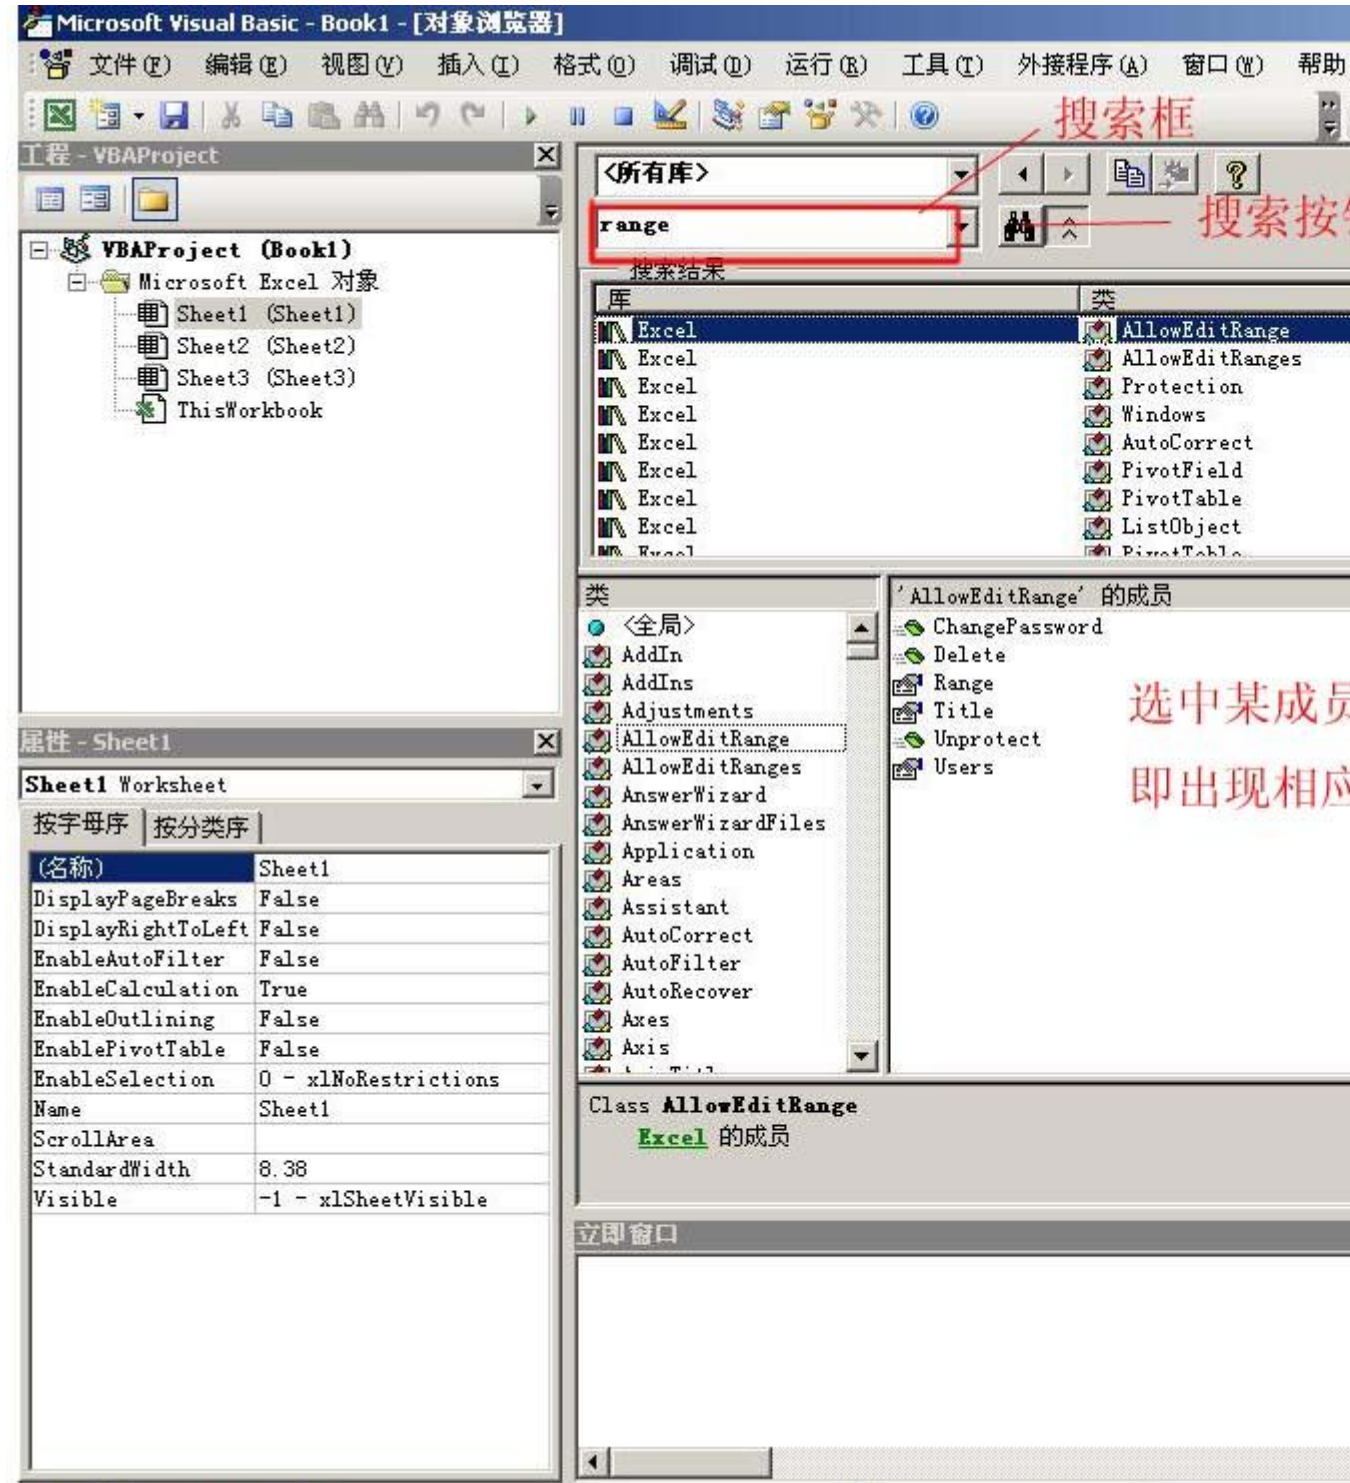 Microsoft Visual Basic - Book1 - [对象浏览器]
文件(F) 编辑(E) 视图(V) 插入(I) 格式(O) 调试(D) 运行(R) 工具(T) 外接程序(A) 窗口(W) 帮助
搜索框
工程 - VBAProject
<所有库>
range
搜索按
VBAProject (Book1)
Microsoft Excel 对象
Sheet1 (Sheet1)
Sheet2 (Sheet2)
Sheet3 (Sheet3)
ThisWorkbook
搜索结果
库 类
Excel AllowEditRange
Excel AllowEditRanges
Excel Protection
Excel Windows
Excel AutoCorrect
Excel PivotField
Excel PivotTable
Excel ListObject
Excel PivotTable
类
<全局>
AddIn
AddIns
Adjustments
AllowEditRange
AllowEditRanges
AnswerWizard
AnswerWizardFiles
Application
Areas
Assistant
AutoCorrect
AutoFilter
AutoRecover
Axes
Axis
'AllowEditRange' 的成员
ChangePassword
Delete
Range
Title
Unprotect
Users
选中某成员
即出现相应
Class AllowEditRange
Excel 的成员
属性 - Sheet1
Sheet1 Worksheet
按字母序 按分类序
(名称) Sheet1
DisplayPageBreaks False
DisplayRightToLeft False
EnableAutoFilter False
EnableCalculation True
EnableOutlining False
EnablePivotTable False
EnableSelection 0 - xlNoRestrictions
Name Sheet1
ScrollArea
StandardWidth 8.38
Visible -1 - xlSheetVisible
立即窗口